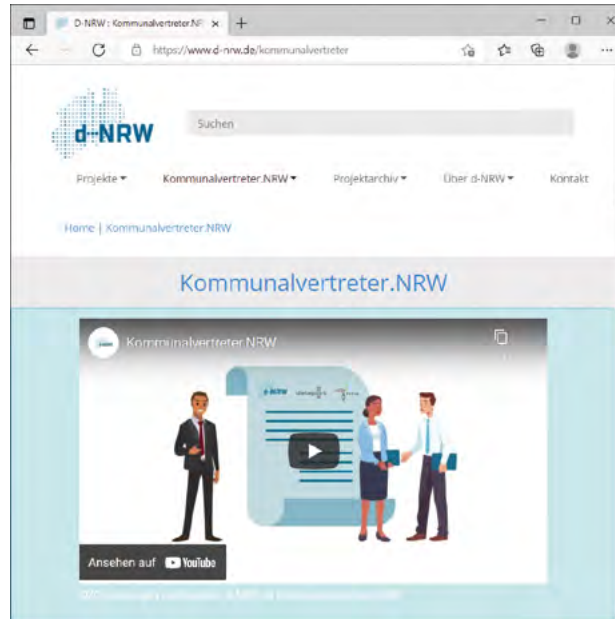 D-NRW : Kommunalvertreter.NF
https://www.d-nrw.de/kommunalvertreter
d-NRW
Suchen
Projekte
Kommunalvertreter.NRW
Projektarchiv
Über d-NRW
Kontakt
Home | Kommunalvertreter.NRW
Kommunalvertreter.NRW
Kommunalvertreter.NRW
d-NRW
Ansehen auf YouTube